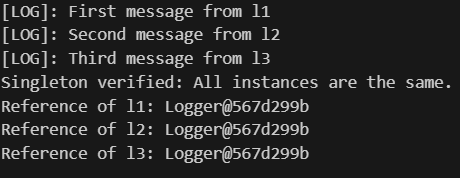 [LOG]: First message from l1
[LOG]: Second message from l2
[LOG]: Third message from l3
Singleton verified: All instances are the same.
Reference of l1: Logger@567d299b
Reference of l2: Logger@567d299b
Reference of l3: Logger@567d299b